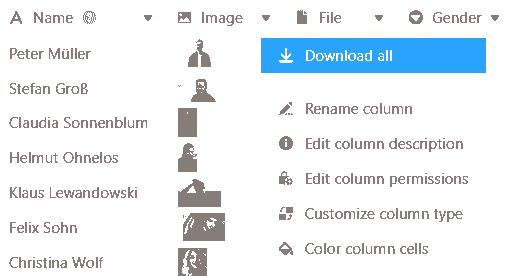 Name Image File Gender
Peter Müller
Download all
Stefan Groß
Rename column
Claudia Sonnenblum
Edit column description
Helmut Ohnelos
Edit column permissions
Klaus Lewandowski
Customize column type
Felix Sohn
Color column cells
Christina Wolf